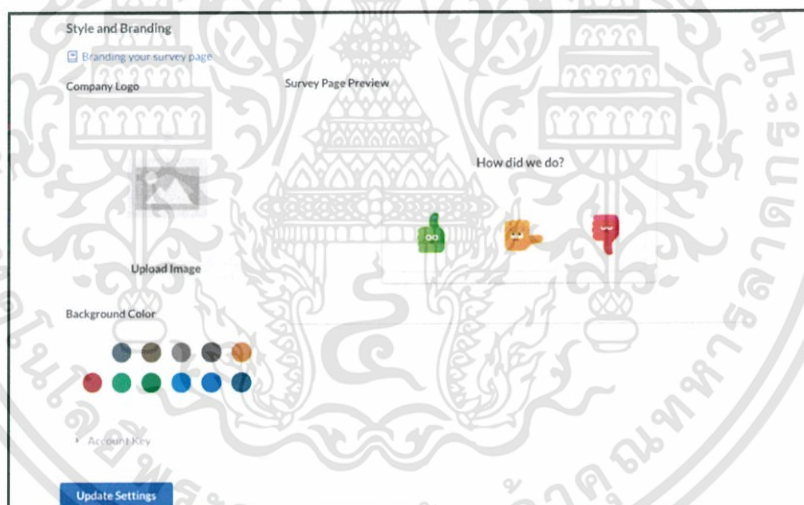 Style and Branding
Branding your survey page
Company Logo
Survey Page Preview
How did we do?
Upload Image
Background Color
Account Key
Update Settings